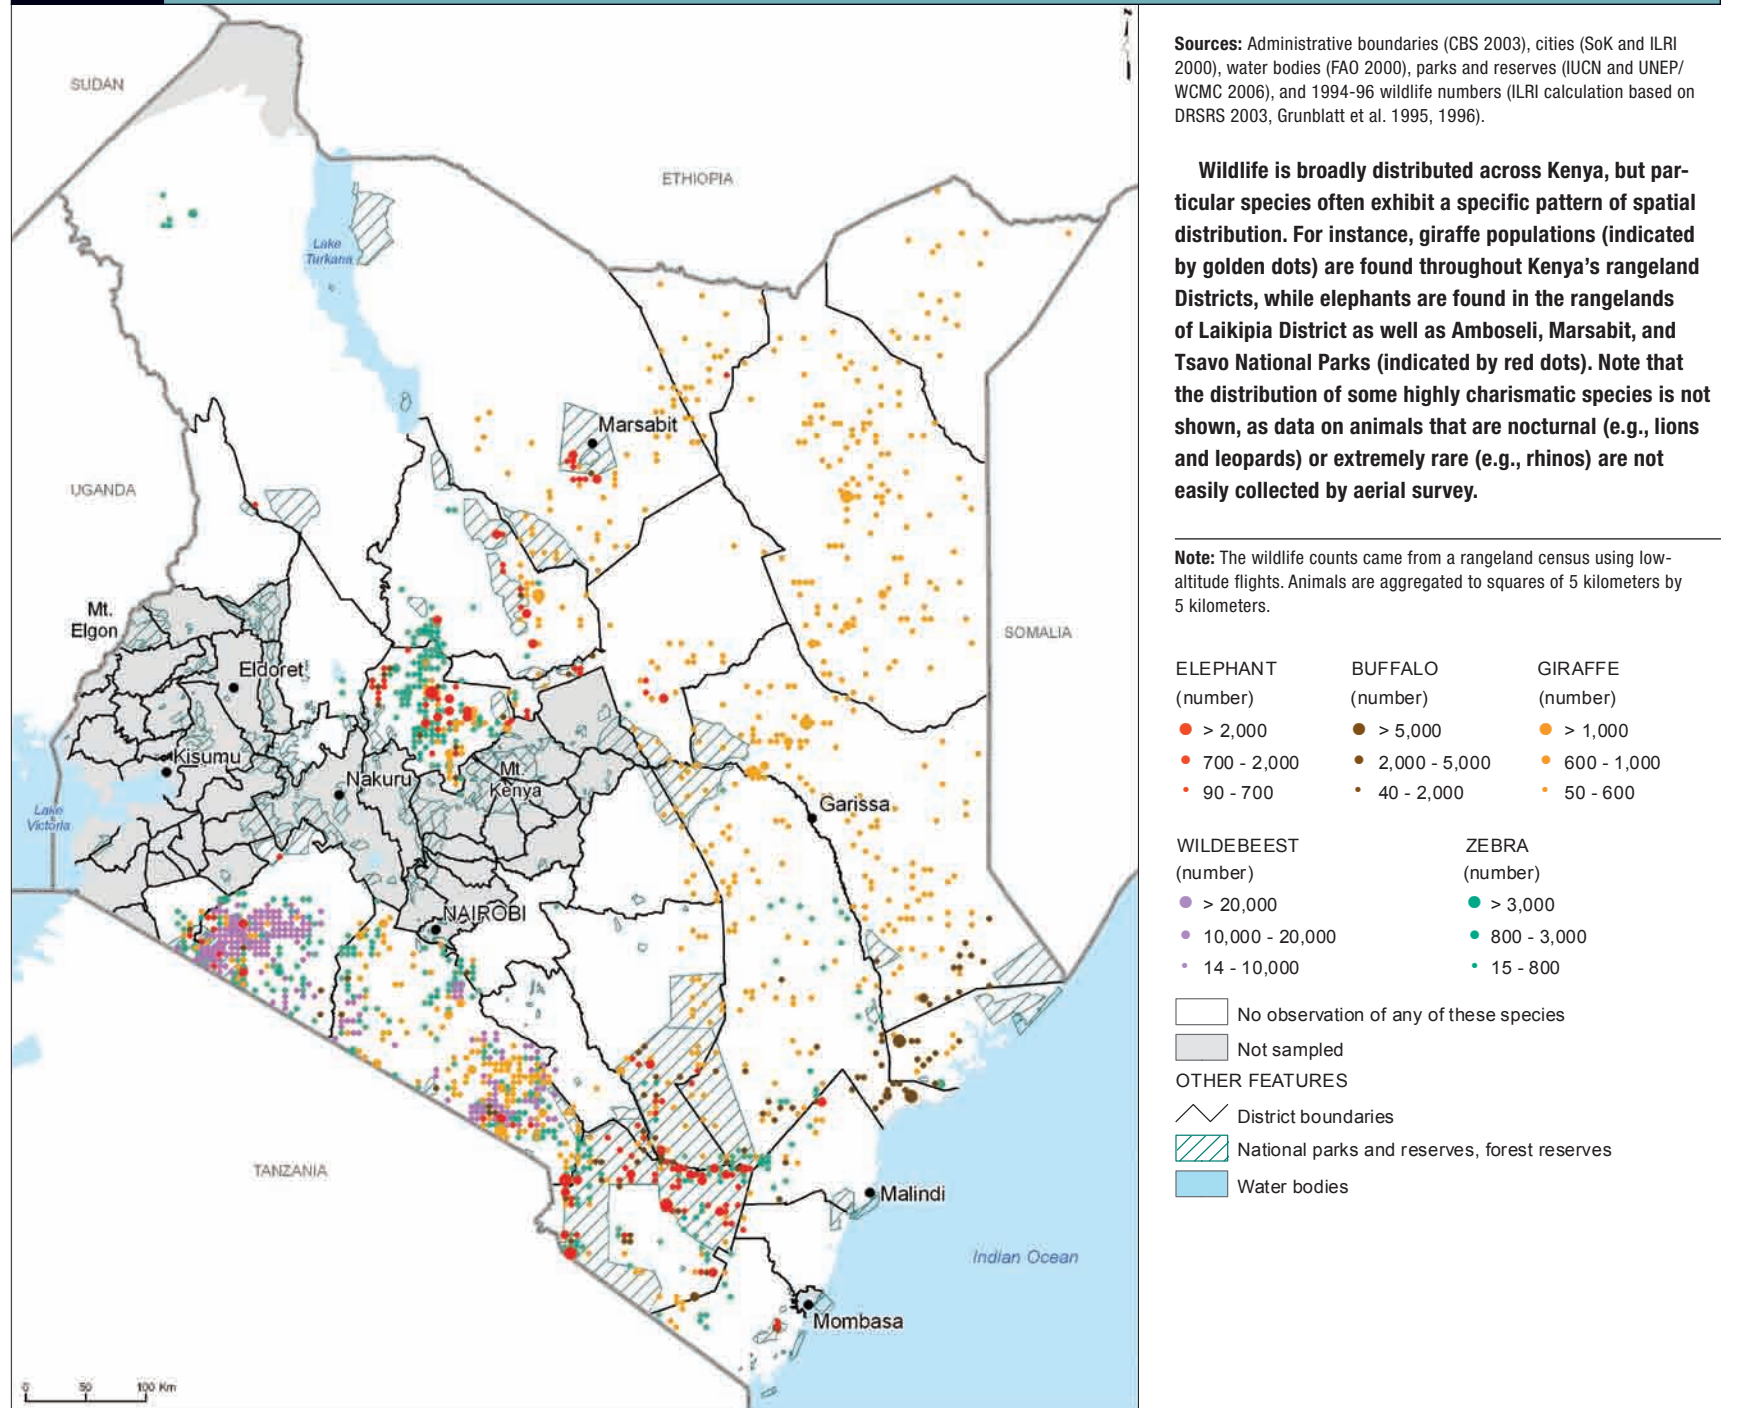 SUDAN
ETHIOPIA
Lake
Turkana
Marsabit
UGANDA
Mt.
Elgon
SOMALIA
Eldoret
Kisumu
Nakuru
Mt.
Kenya
Garissa
Lake
Victoria
NAIROBI
TANZANIA
Malindi
Indian Ocean
Mombasa
0 50 100 Km
Sources: Administrative boundaries (CBS 2003), cities (SoK and ILRI
2000), water bodies (FAO 2000), parks and reserves (IUCN and UNEP/
WCMC 2006), and 1994-96 wildlife numbers (ILRI calculation based on
DRSRS 2003, Grunblatt et al. 1995, 1996).
Wildlife is broadly distributed across Kenya, but par-
ticular species often exhibit a specific pattern of spatial
distribution. For instance, giraffe populations (indicated
by golden dots) are found throughout Kenya's rangeland
Districts, while elephants are found in the rangelands
of Laikipia District as well as Amboseli, Marsabit, and
Tsavo National Parks (indicated by red dots). Note that
the distribution of some highly charismatic species is not
shown, as data on animals that are nocturnal (e.g., lions
and leopards) or extremely rare (e.g., rhinos) are not
easily collected by aerial survey.
Note: The wildlife counts came from a rangeland census using low-
altitude flights. Animals are aggregated to squares of 5 kilometers by
5 kilometers.
ELEPHANT
(number)
> 2,000
700 - 2,000
90 - 700
BUFFALO
(number)
> 5,000
2,000 - 5,000
40 - 2,000
GIRAFFE
(number)
> 1,000
600 - 1,000
50 - 600
WILDEBEEST
(number)
> 20,000
10,000 - 20,000
14 - 10,000
ZEBRA
(number)
> 3,000
800 - 3,000
15 - 800
No observation of any of these species
Not sampled
OTHER FEATURES
District boundaries
National parks and reserves, forest reserves
Water bodies